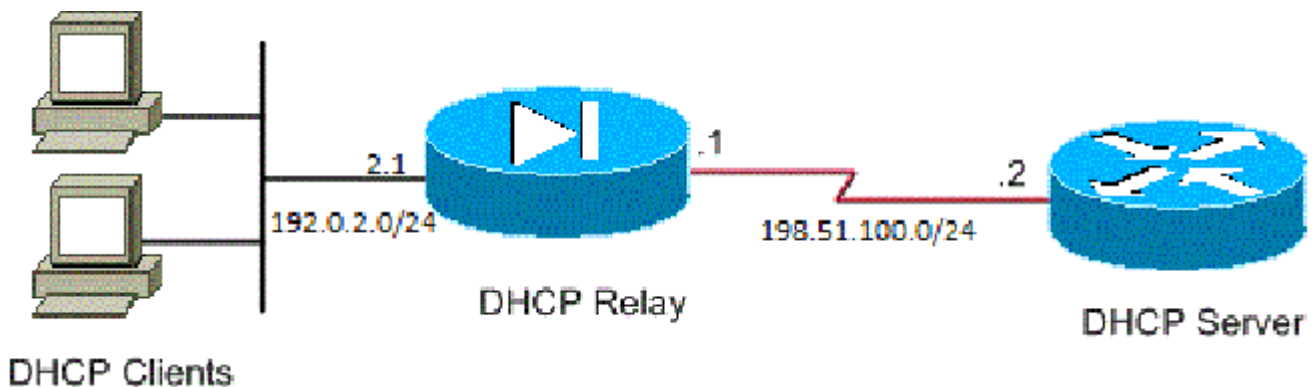 2.1
192.0.2.0/24
.1
.2
198.51.100.0/24
DHCP Relay
DHCP Server
DHCP Clients